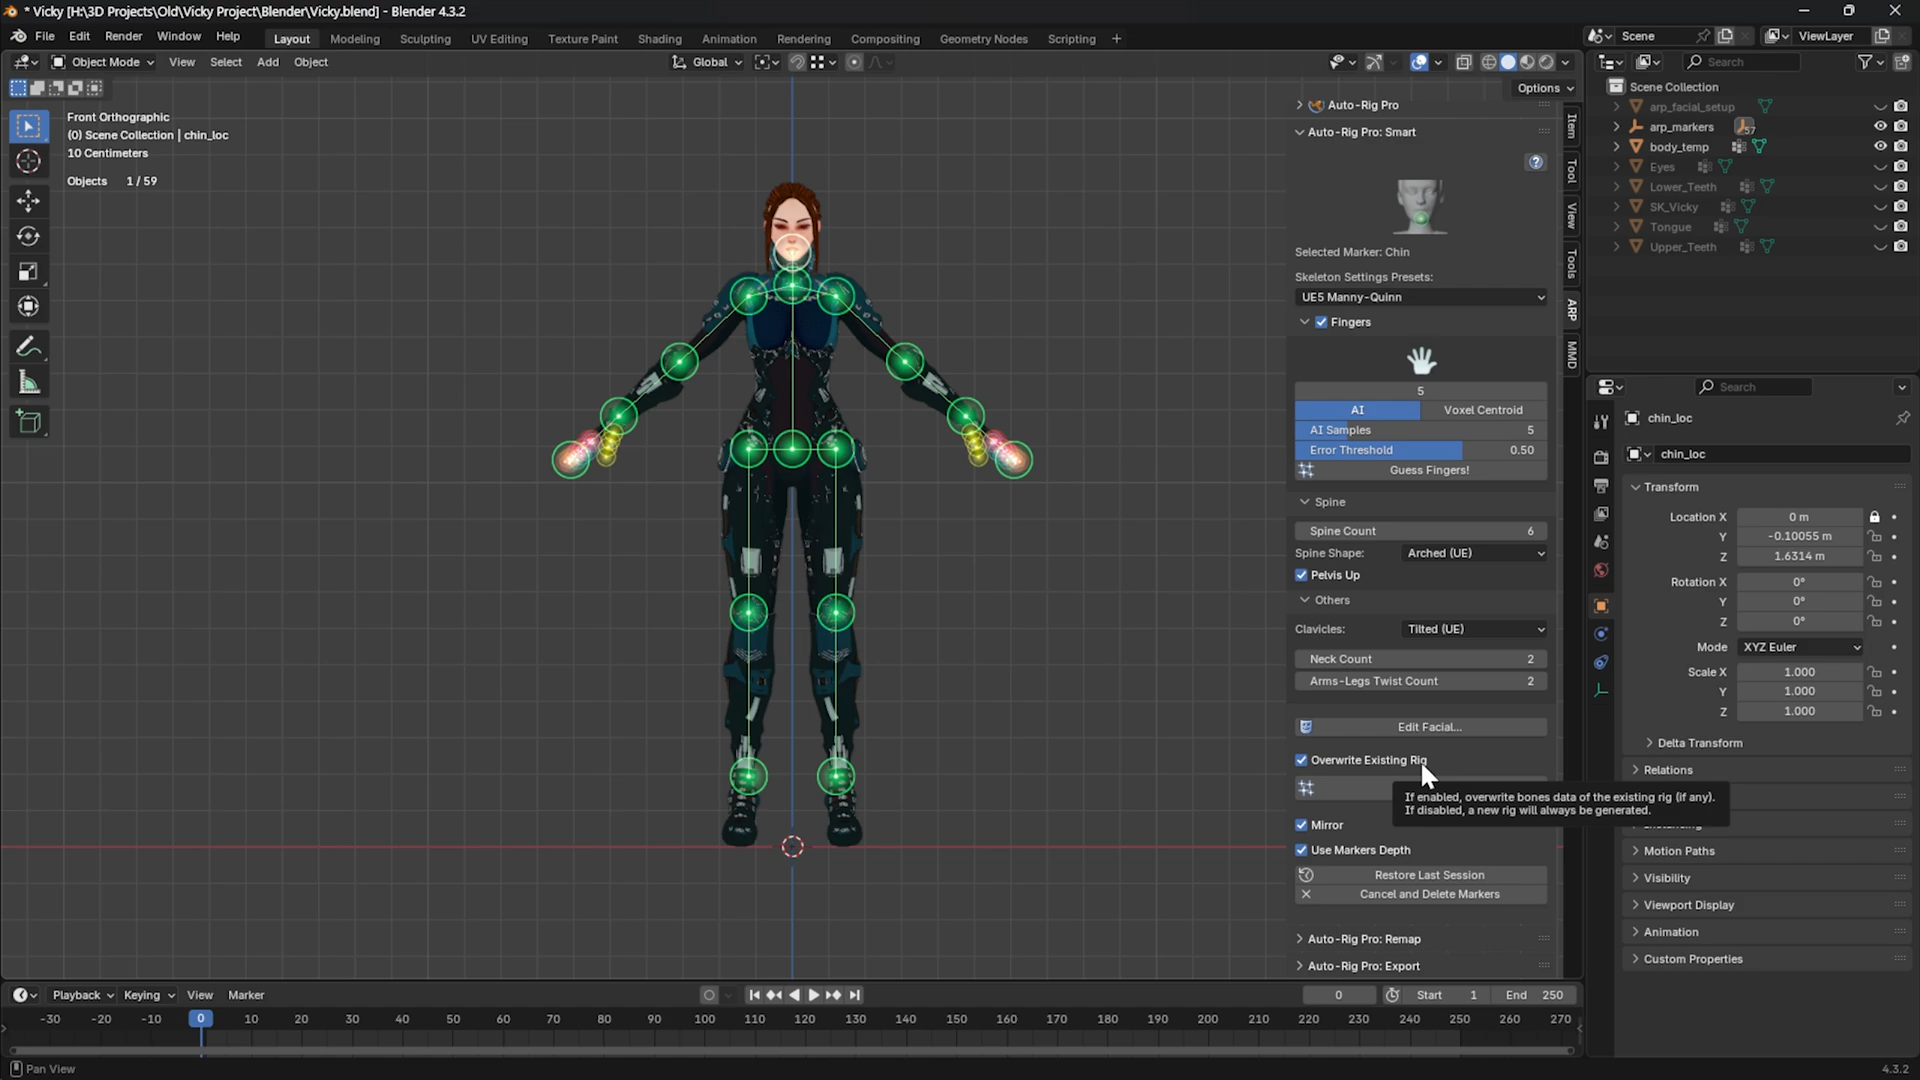 * Vicky [H:\3D Projects\Old\Vicky Project\Blender\Vicky.blend] - Blender 4.3.2
File Edit Render Window Help Layout Modeling Sculpting UV Editing Texture Paint Shading Animation Rendering Compositing Geometry Nodes Scripting + Scene ViewLayer
Object Mode View Select Add Object Global Search
Options
Front Orthographic
(0) Scene Collection | chin_loc
10 Centimeters
Objects 1 / 59
Auto-Rig Pro
Auto-Rig Pro: Smart
?
Selected Marker: Chin
Skeleton Settings Presets:
UE5 Manny-Quinn
Fingers
5
AI Voxel Centroid
AI Samples 5
Error Threshold 0.50
Guess Fingers!
Spine
Spine Count 6
Spine Shape: Arched (UE)
Pelvis Up
Others
Clavicles: Tilted (UE)
Neck Count 2
Arms-Legs Twist Count 2
Edit Facial...
Overwrite Existing Rig
If enabled, overwrite bones data of the existing rig (if any).
If disabled, a new rig will always be generated.
Mirror
Use Markers Depth
Restore Last Session
Cancel and Delete Markers
Auto-Rig Pro: Remap
Auto-Rig Pro: Export
Item
Tool
View
Tools
ARP
MMD
Scene Collection
arp_facial_setup
arp_markers 57
body_temp
Eyes
Lower_Teeth
SK_Vicky
Tongue
Upper_Teeth
Search
chin_loc
chin_loc
Transform
Location X 0 m
Y -0.10055 m
Z 1.6314 m
Rotation X 0°
Y 0°
Z 0°
Mode XYZ Euler
Scale X 1.000
Y 1.000
Z 1.000
Delta Transform
Relations
Motion Paths
Visibility
Viewport Display
Animation
Custom Properties
Playback Keying View Marker 0 Start 1 End 250
-30 -20 -10 0 10 20 30 40 50 60 70 80 90 100 110 120 130 140 150 160 170 180 190 200 210 220 230 240 250 260 270
Pan View 4.3.2